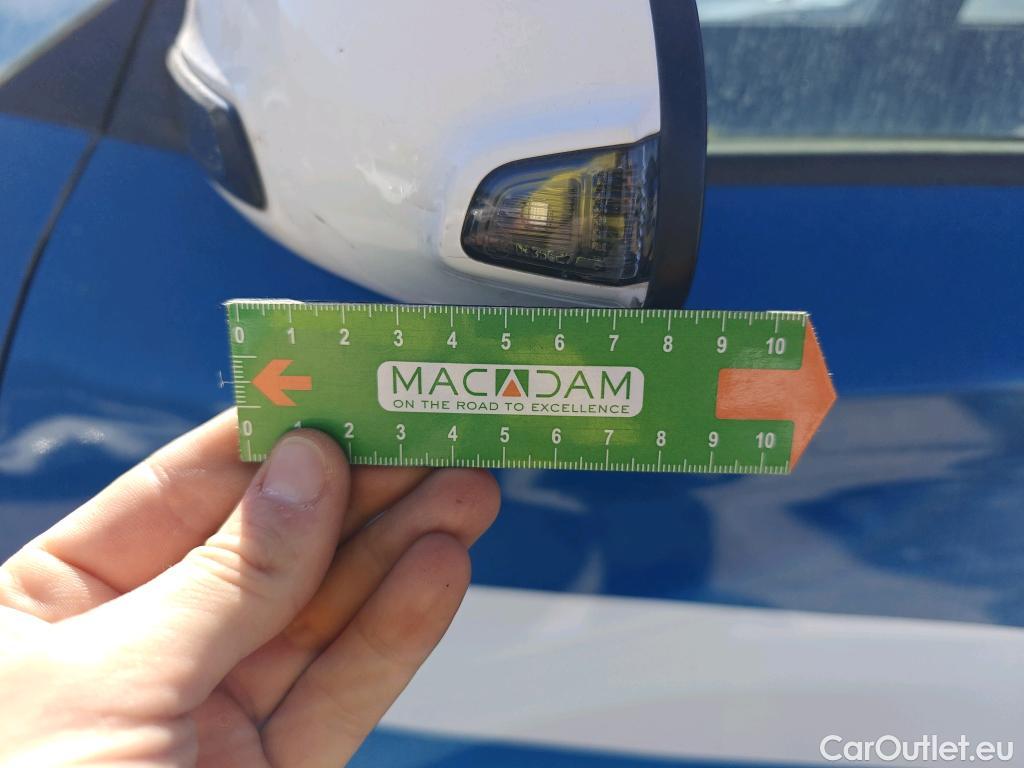 0 1 2 3 4 5 6 7 8 9 10
MACADAM
ON THE ROAD TO EXCELLENCE
0 1 2 3 4 5 6 7 8 9 10
CarOutlet.eu